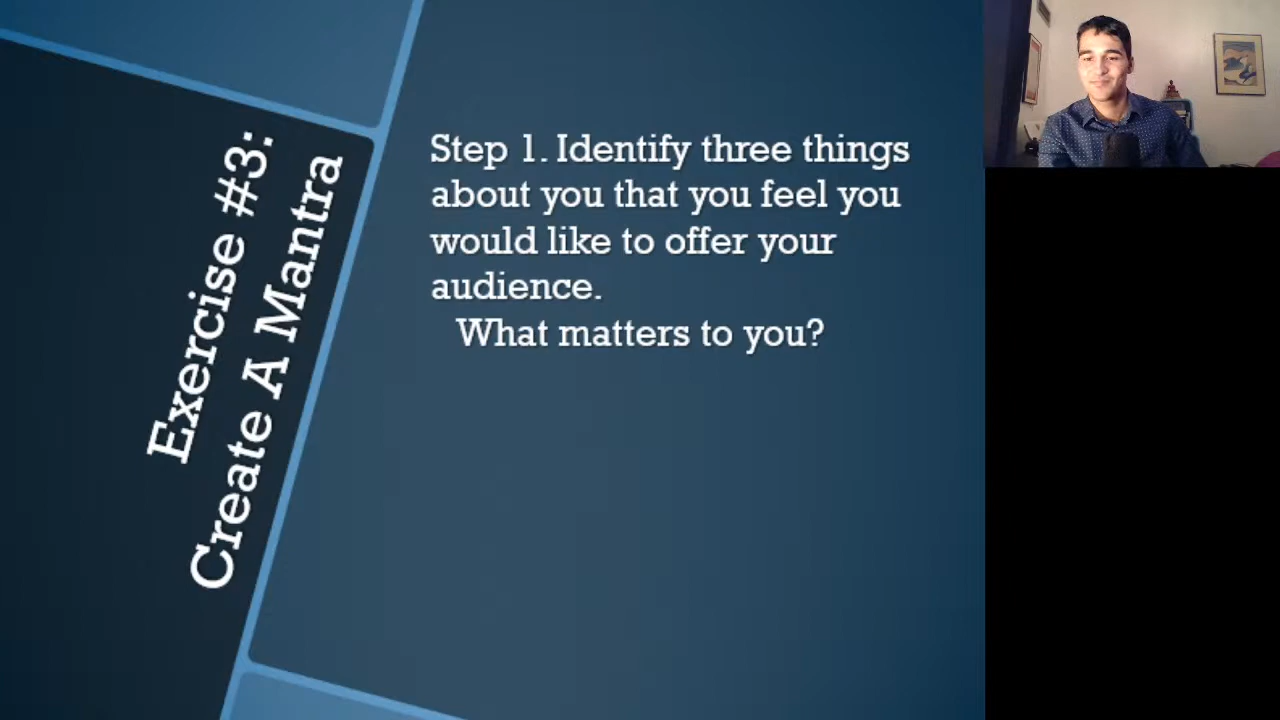 Exercise #3:
Create A Mantra
Step 1. Identify three things
about you that you feel you
would like to offer your
audience.
What matters to you?